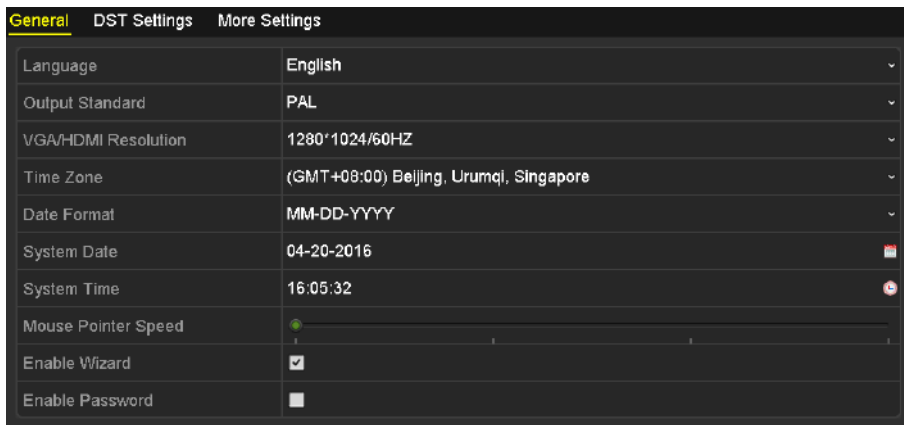 General DST Settings More Settings
Language English
Output Standard PAL
VGA/HDMI Resolution 1280*1024/60HZ
Time Zone (GMT+08:00) Beijing, Urumqi, Singapore
Date Format MM-DD-YYYY
System Date 04-20-2016
System Time 16:05:32
Mouse Pointer Speed
Enable Wizard
Enable Password